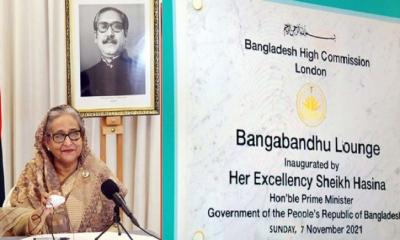 Bangladesh High Commission
London
Bangabandhu Lounge
Inaugurated by
Her Excellency Sheikh Hasina
Hon'ble Prime Minister
Government of the People's Republic of Bangladesh
SUNDAY, 7 November 2021